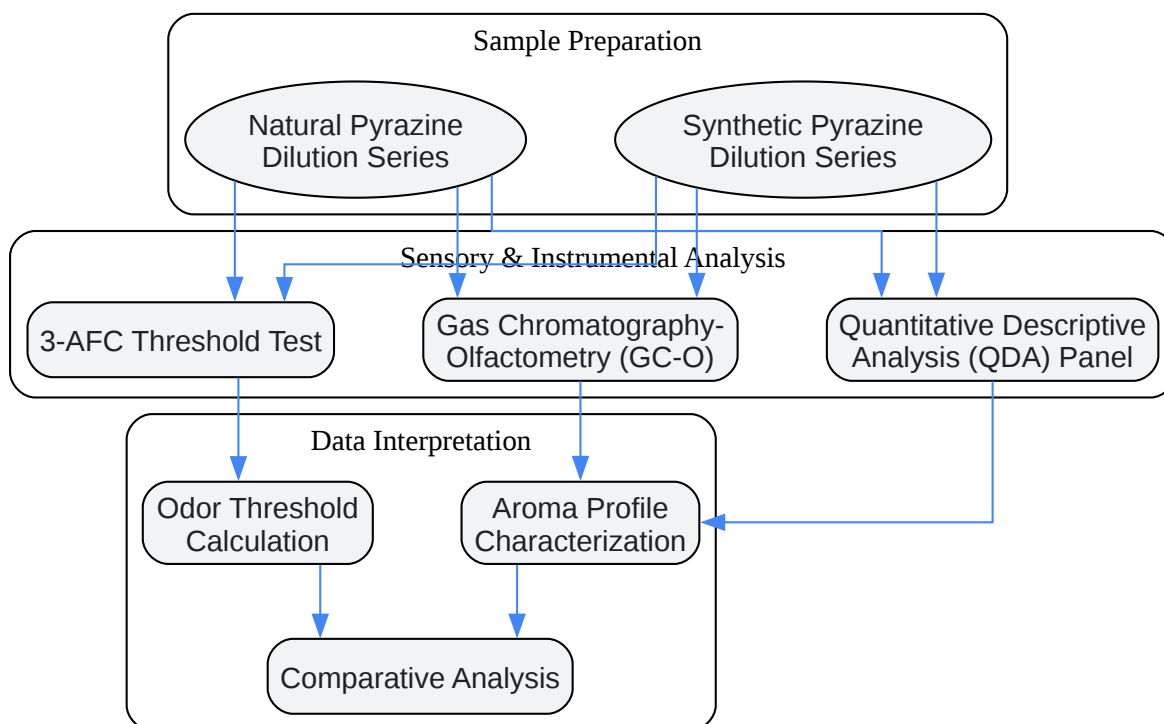 Sample Preparation
Natural Pyrazine
Dilution Series
Synthetic Pyrazine
Dilution Series
Sensory & Instrumental Analysis
3-AFC Threshold Test
Gas Chromatography-
Olfactometry (GC-O)
Quantitative Descriptive
Analysis (QDA) Panel
Data Interpretation
Odor Threshold
Calculation
Aroma Profile
Characterization
Comparative Analysis